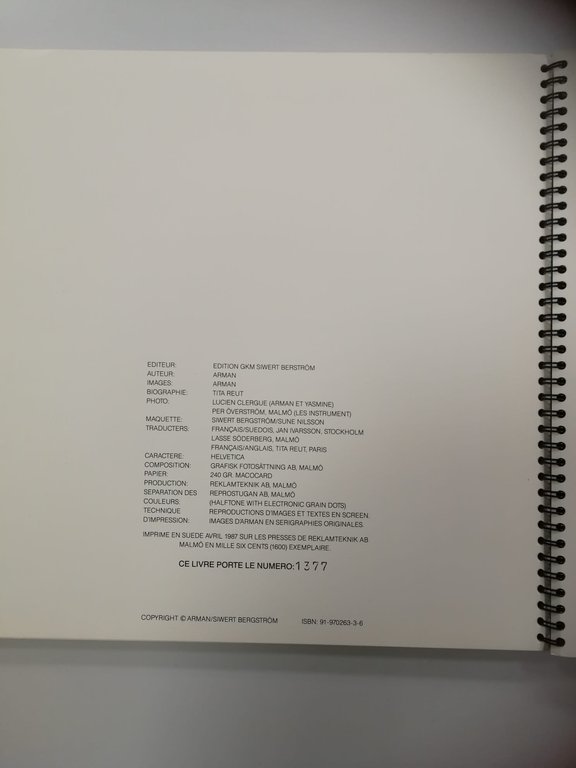 EDITEUR: EDITION GKM SIWERT BERSTRÖM
AUTEUR: ARMAN
IMAGES: ARMAN
BIOGRAPHIE: TITA REUT
PHOTO: LUCIEN CLERGUE (ARMAN ET YASMINE)
PER ÖVERSTRÖM, MALMÖ (LES INSTRUMENT)
MAQUETTE: SIWERT BERGSTRÖM/SUNE NILSSON
TRADUCTERS: FRANÇAIS/SUEDOIS, JAN IVARSSON, STOCKHOLM
LASSE SÖDERBERG, MALMÖ
FRANÇAIS/ANGLAIS, TITA REUT, PARIS
CARACTERE: HELVETICA
COMPOSITION: GRAFISK FOTOSÄTTNING AB, MALMÖ
PAPIER: 240 GR. MACOCARD
PRODUCTION: REKLAMTEKNIK AB, MALMÖ
SEPARATION DES REPROSTUGAN AB, MALMÖ
COULEURS: (HALFTONE WITH ELECTRONIC GRAIN DOTS)
TECHNIQUE REPRODUCTIONS D'IMAGES ET TEXTES EN SCREEN.
D'IMPRESSION: IMAGES D'ARMAN EN SERIGRAPHIES ORIGINALES.
IMPRIME EN SUEDE AVRIL 1987 SUR LES PRESSES DE REKLAMTEKNIK AB
MALMÖ EN MILLE SIX CENTS (1600) EXEMPLAIRE.
CE LIVRE PORTE LE NUMERO: 1377
COPYRIGHT © ARMAN/SIWERT BERGSTRÖM ISBN: 91-970263-3-6